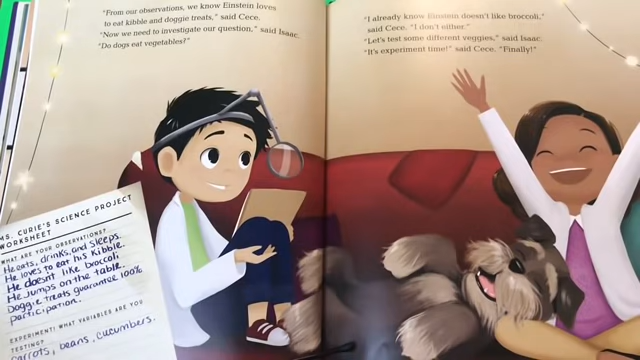 "From our observations, we know Einstein loves
to eat kibble and doggie treats," said Cece.
"Now we need to investigate our question," said Isaac.
"Do dogs eat vegetables?"
"I already know Einstein doesn't like broccoli,"
said Cece. "I don't either."
"Let's test some different veggies," said Isaac.
"It's experiment time!" said Cece. "Finally!"
MS. CURIE'S SCIENCE PROJECT
WORKSHEET
WHAT ARE YOUR OBSERVATIONS?
He eats, drinks, and sleeps.
He loves to eat his kibble.
He doesn't like broccoli
He jumps on the table.
Doggie treats guarantee 100%
participation.
EXPERIMENT: WHAT VARIABLES ARE YOU
TESTING?
carrots, beans, cucumbers.